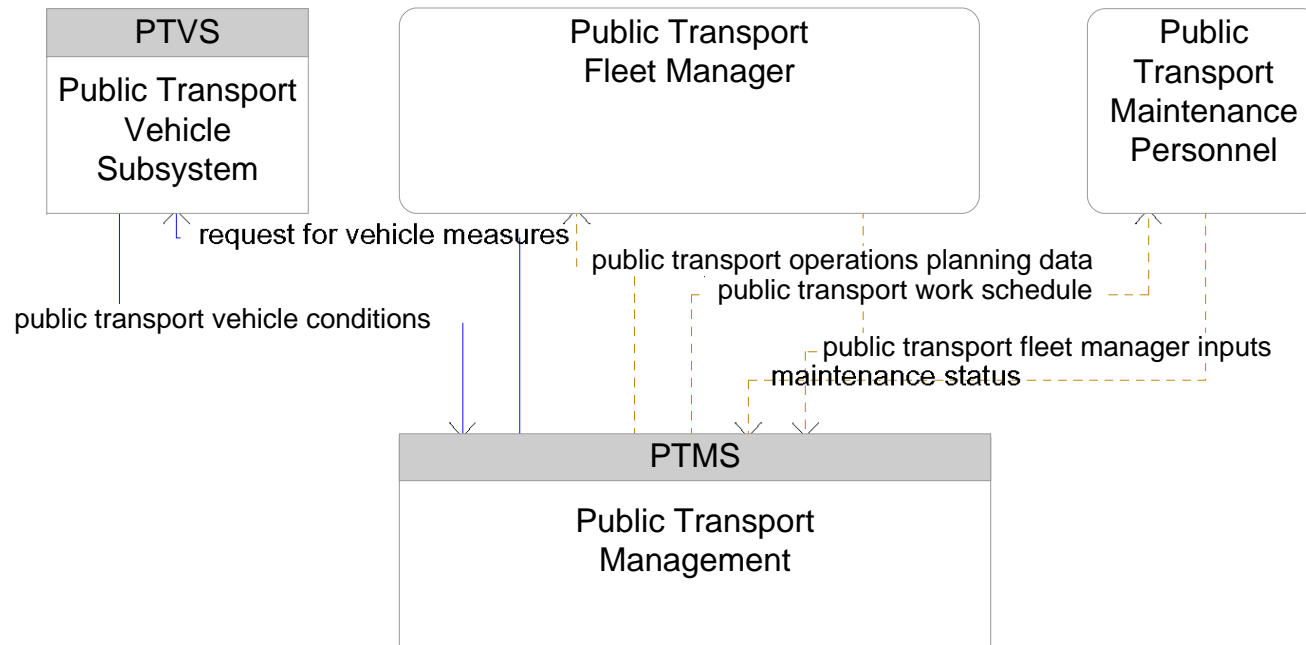 PTVS
Public Transport
Vehicle
Subsystem
Public Transport
Fleet Manager
Public
Transport
Maintenance
Personnel
request for vehicle measures
public transport operations planning data
public transport work schedule
public transport vehicle conditions
public transport fleet manager inputs
maintenance status
PTMS
Public Transport
Management